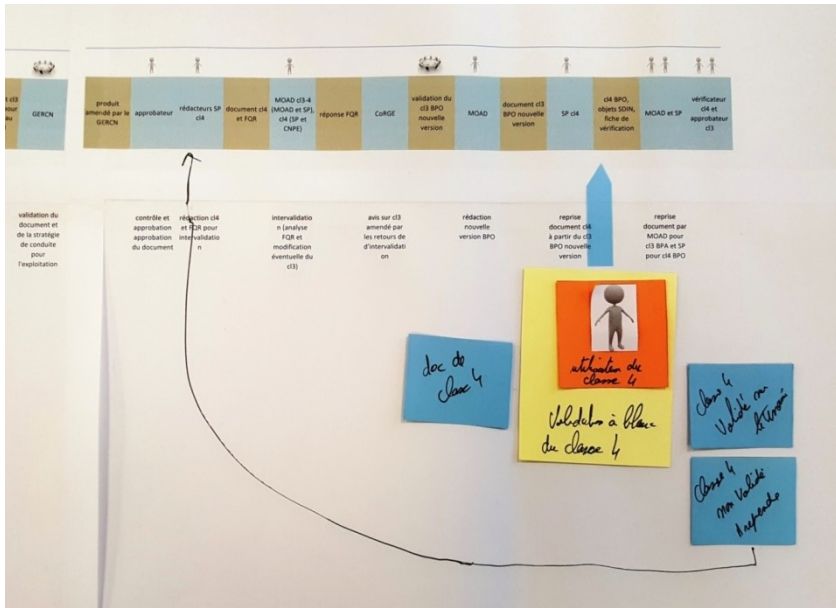 t cl3
pour
au
GERCN
produit
amendé par le
GERCN
approbateur
rédacteurs SP
cl4
document cl4
et FQR
MOAD cl3-4
(MOAD et SP),
cl4 (SP et
CNPE)
réponse FQR
CoRGE
validation du
cl3 BPO
nouvelle
version
MOAD
document cl3
BPO nouvelle
version
SP cl4
cl4 BPO,
objets SDIN,
fiche de
vérification
MOAD et SP
vérificateur
cl4 et
approbateur
cl3
validation du
document et
de la stratégie
de conduite
pour
l'exploitation
contrôle et
approbation
du document
rédaction cl4
et FQR pour
intervalidatio
n
intervalidatio
n (analyse
FQR et
modification
éventuelle du
cl3)
avis sur cl3
amendé par
les retours de
d'intervalidati
on
rédaction
nouvelle
version BPO
reprise
document cl4
à partir du cl3
BPO nouvelle
version
reprise
document par
MOAD pour
cl3 BPA et SP
pour cl4 BPO
doc de
classe 4
utilisation du
classe 4
Validation à blanc
du classe 4
Classe 4
Validé sur
le terrain
Classe 4
non Validé
A reprendre